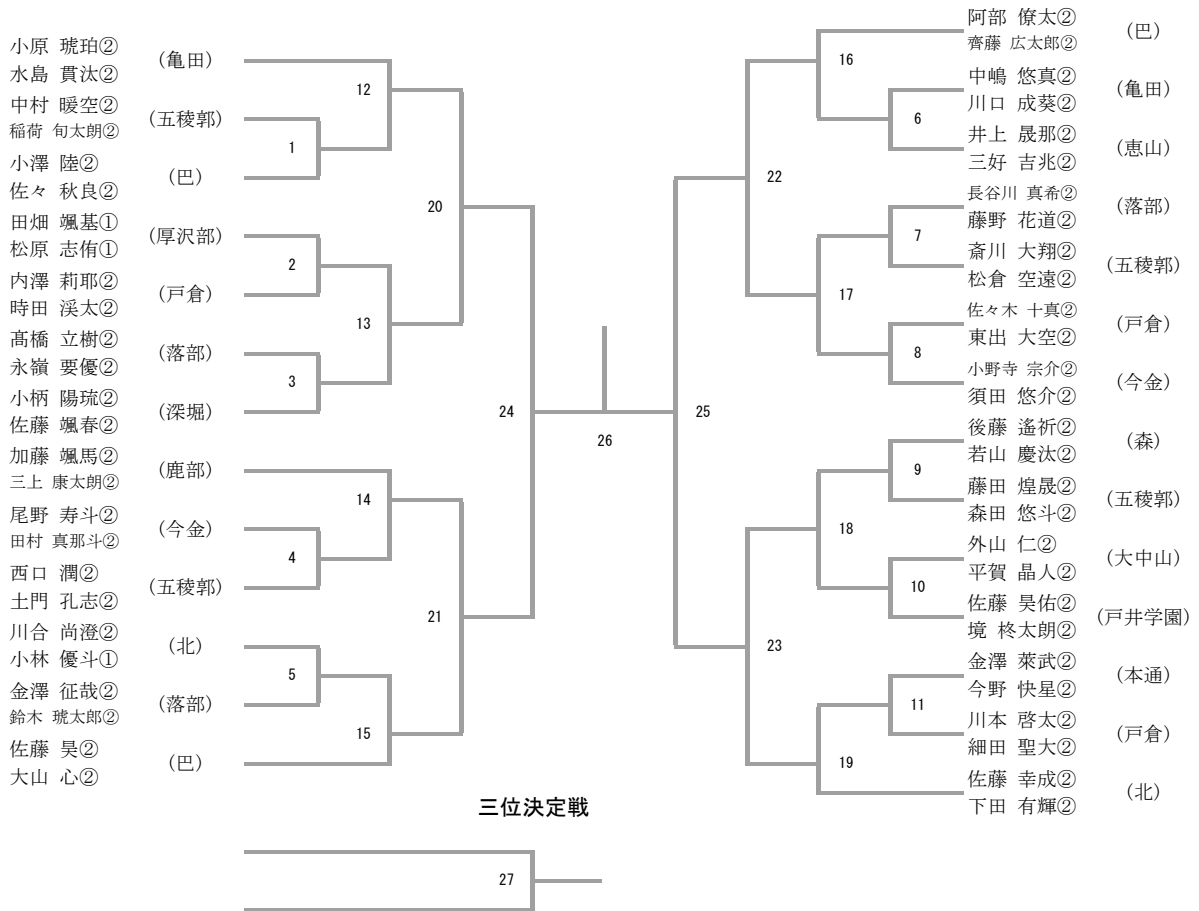 小原 琥珀②
(亀田)
水島 貫汰②
中村 暖空②
(五稜郭)
稲荷 旬太朗②
小澤 陸②
(巴)
佐々 秋良②
田畑 颯基①
(厚沢部)
松原 志侑①
内澤 莉耶②
(戸倉)
時田 渓太②
髙橋 立樹②
(落部)
永嶺 要優②
小柄 陽琉②
(深堀)
佐藤 颯春②
加藤 颯馬②
(鹿部)
三上 康太朗②
尾野 寿斗②
(今金)
田村 真那斗②
西口 潤②
(五稜郭)
土門 孔志②
川合 尚澄②
(北)
小林 優斗①
金澤 征哉②
(落部)
鈴木 琥太郎②
佐藤 昊②
(巴)
大山 心②
1
2
3
4
5
12
13
14
15
20
21
24
26
25
22
23
16
17
18
19
6
7
8
9
10
11
阿部 僚太②
(巴)
齊藤 広太郎②
中嶋 悠真②
(亀田)
川口 成葵②
井上 晟那②
(恵山)
三好 吉兆②
長谷川 真希②
(落部)
藤野 花道②
斎川 大翔②
(五稜郭)
松倉 空遠②
佐々木 十真②
(戸倉)
東出 大空②
小野寺 宗介②
(今金)
須田 悠介②
後藤 遙祈②
(森)
若山 慶汰②
藤田 煌晟②
(五稜郭)
森田 悠斗②
外山 仁②
(大中山)
平賀 晶人②
佐藤 昊佑②
(戸井学園)
境 柊太朗②
金澤 萊武②
(本通)
今野 快星②
川本 啓太②
(戸倉)
細田 聖大②
佐藤 幸成②
(北)
下田 有輝②
三位決定戦
27